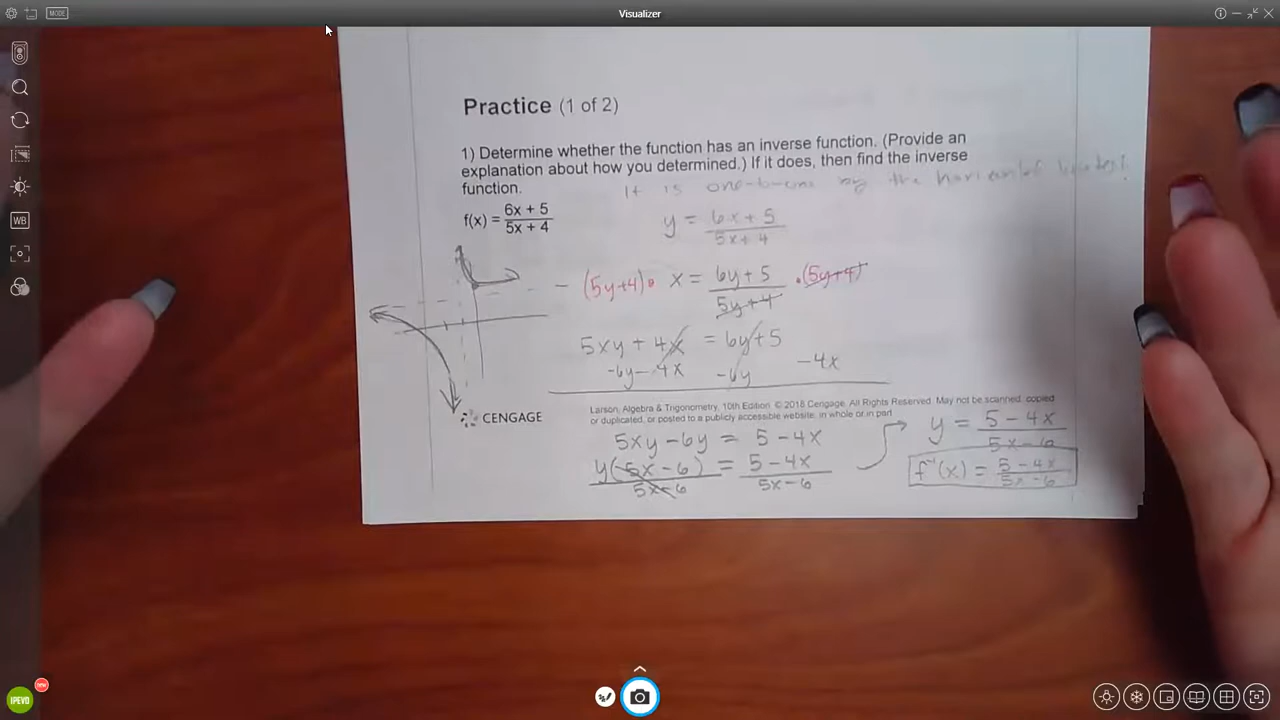 MODE
Visualizer
Practice (1 of 2)
1) Determine whether the function has an inverse function. (Provide an
explanation about how you determined.) If it does, then find the inverse
function.
It is one-to-one by the horizontal
f(x) = 6x + 5 / 5x + 4
y = 6x + 5 / 5x + 4
(5y+4)• x = 6y + 5 / 5y + 4 •(5y+4)
5xy + 4x = 6y + 5
-6y - 4x -6y -4x
CENGAGE
Larson, Algebra & Trigonometry, 10th Edition. © 2018 Cengage. All Rights Reserved. May not be scanned, copied
or duplicated, or posted to a publicly accessible website, in whole or in part.
5xy - 6y = 5 - 4x
y(5x - 6) / 5x - 6 = 5 - 4x / 5x - 6
y = 5 - 4x / 5x - 6
f⁻¹(x) = 5 - 4x / 5x - 6
WB
IPEVO
new